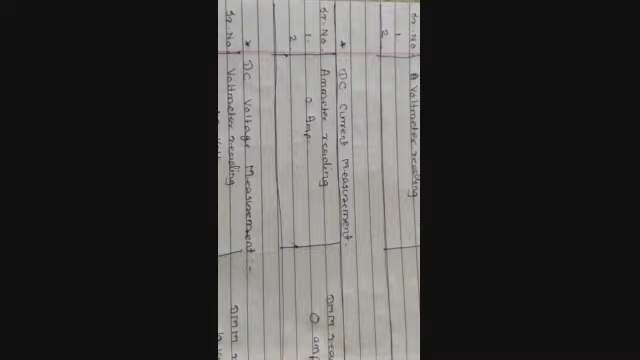 Sr.No. A Voltmeter reading
1
2
* DC Current Measurement.
Sr.No. Ammeter reading DMM rea
1. 0 Amp. 0 amp
2.
* DC Voltage Measurement :-
Sr.No. Voltmeter reading DMM